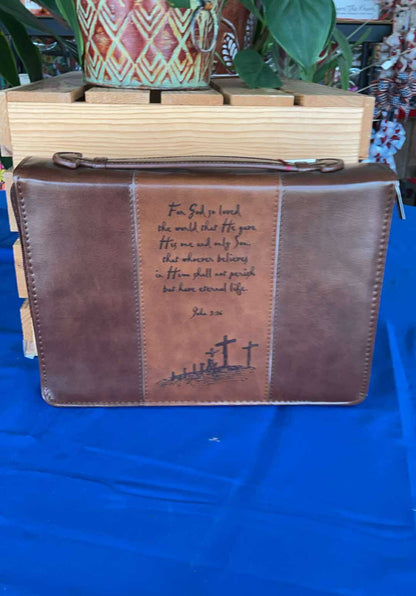 For God so loved
the world that He gave
His one and only Son,
that whoever believes
in Him shall not perish
but have eternal life.
John 3:16